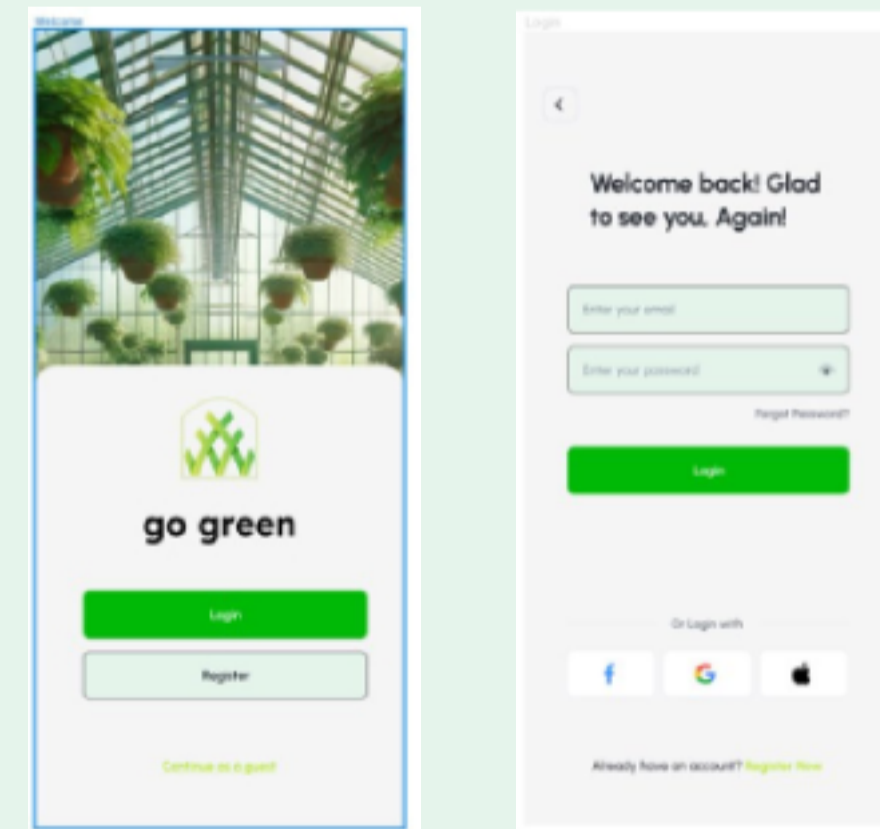 Welcome
go green
Login
Register
Continue as a guest
Login
Welcome back! Glad
to see you, Again!
Enter your email
Enter your password
Forgot Password?
Login
Or Login with
Already have an account? Register Now